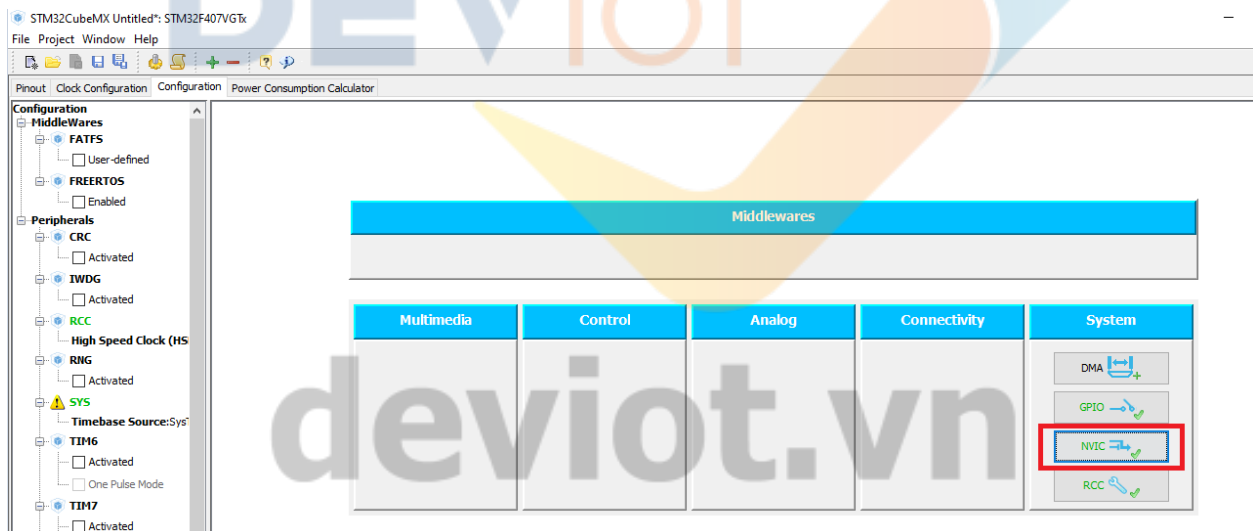 STM32CubeMX Untitled*: STM32F407VGTx
File Project Window Help
Pinout Clock Configuration Configuration Power Consumption Calculator
Configuration
MiddleWares
FATFS
User-defined
FREERTOS
Enabled
Peripherals
CRC
Activated
IWDG
Activated
RCC
High Speed Clock (HS
RNG
Activated
SYS
Timebase Source:Sys
TIM6
Activated
One Pulse Mode
TIM7
Activated
Middlewares
Multimedia Control Analog Connectivity System
DMA
GPIO
NVIC
RCC
DEVIOT
deviot.vn